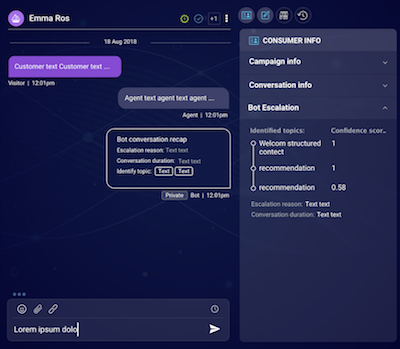 Emma Ros
+1
18 Aug 2018
Customer text Customer text ....
Visitor | 12:01pm
Agent text agent text agent ....
Agent | 12:01pm
Bot conversation recap
Escalation reason: Text text
Conversation duration: Text text
Identify topic: Text Text
Private Bot | 12:01pm
Lorem ipsum dolo
CONSUMER INFO
Campaign info
Conversation info
Bot Escalation
Identified topics: Confidence scor..
Welcom structured 1
contect
recommendation 1
recommendation 0.58
Escalation reason: Text text
Conversation duration: Text text